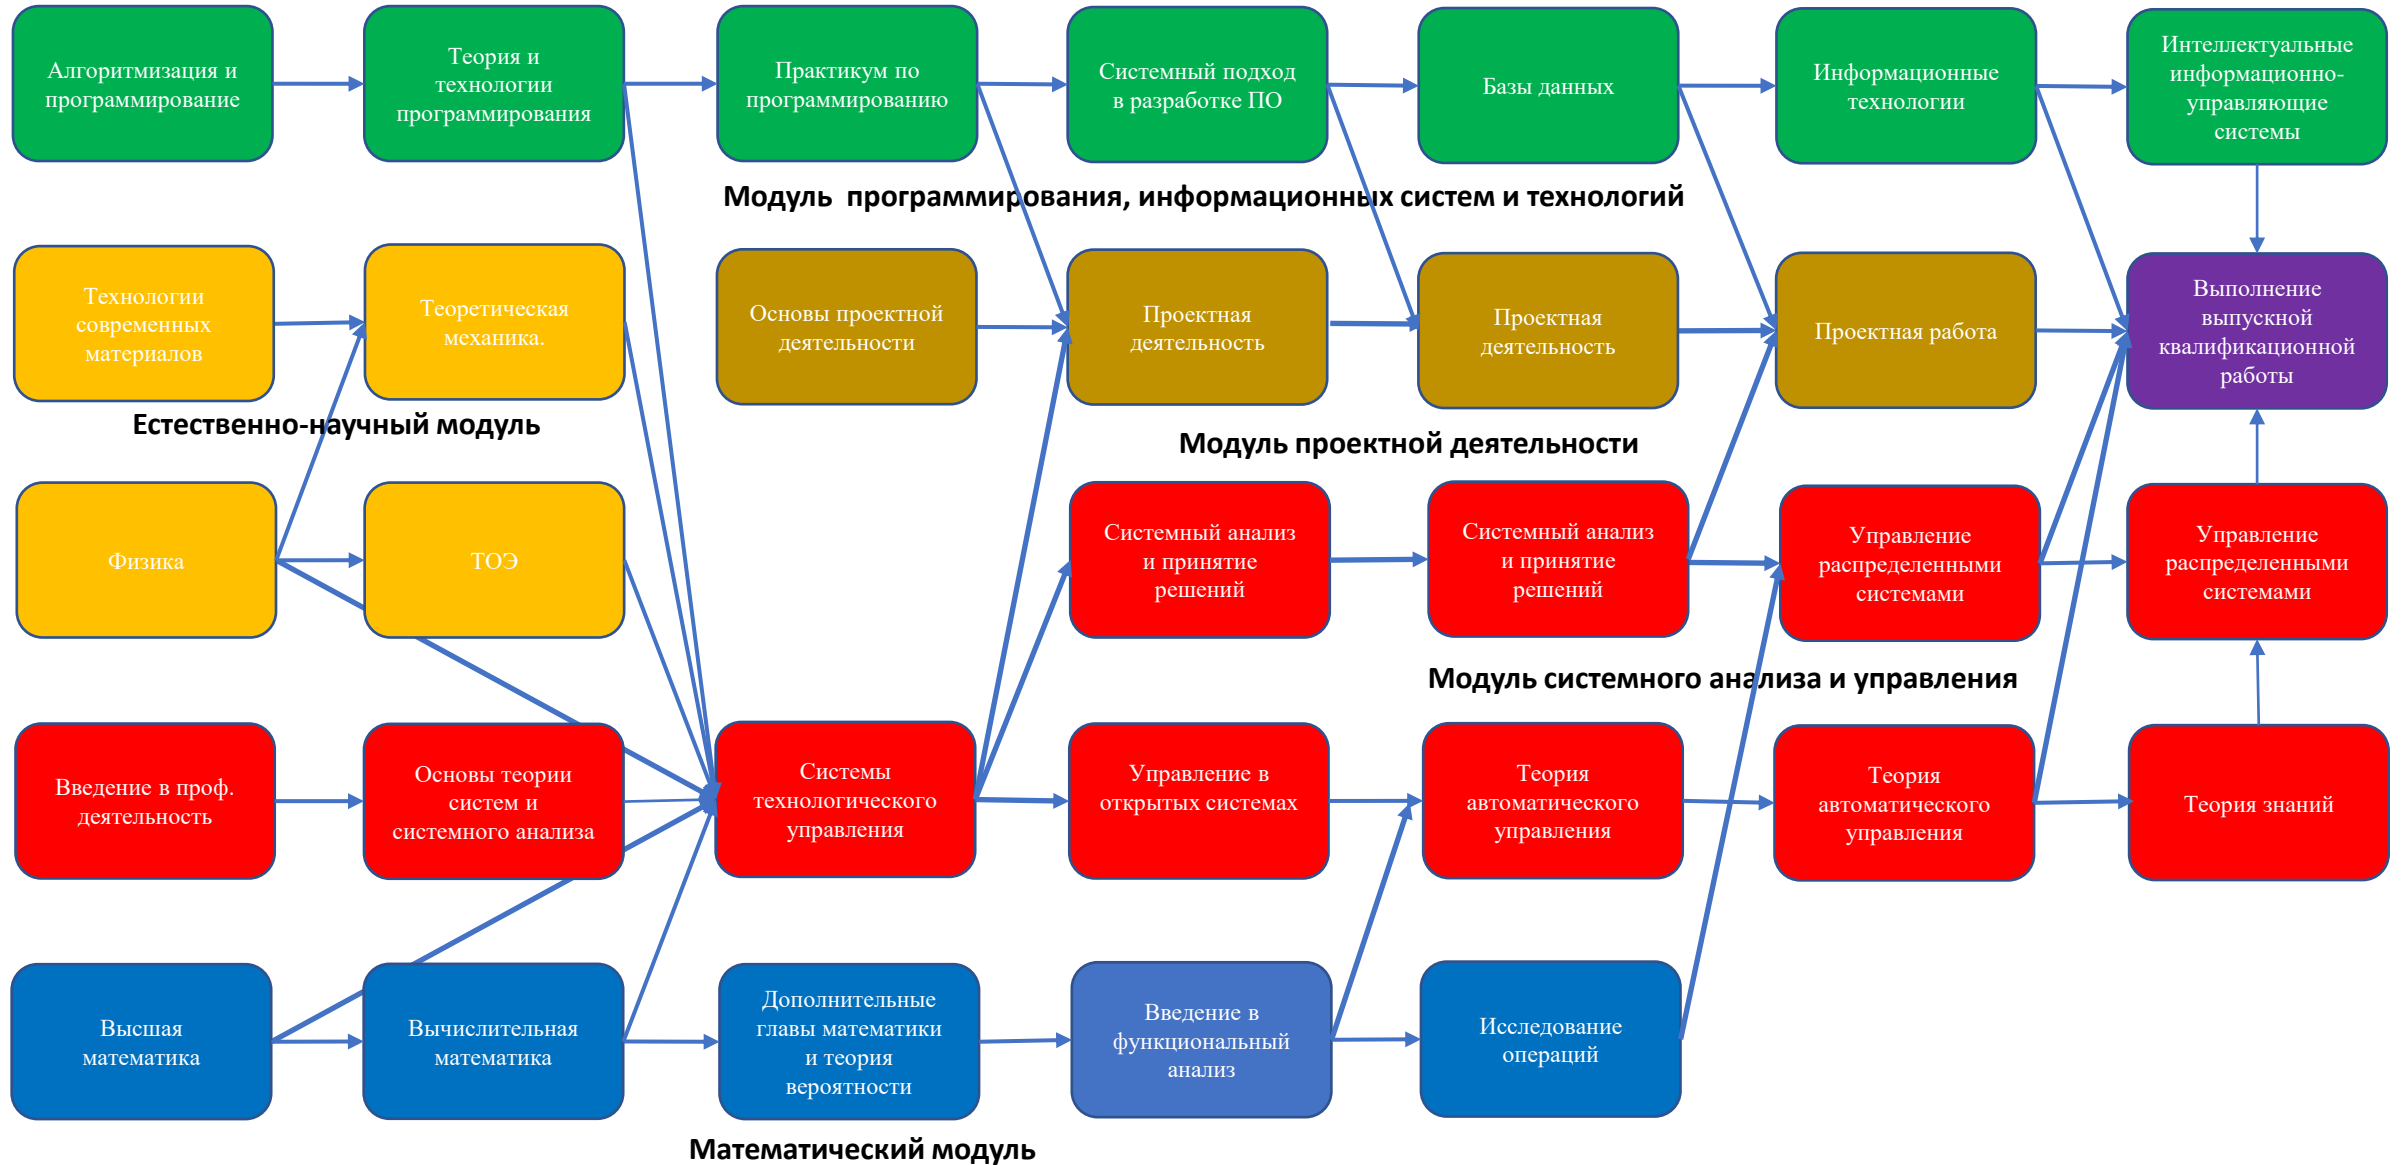 Алгоритмизация и
программирование
Теория и
технологии
программирования
Практикум по
программированию
Системный подход
в разработке ПО
Базы данных
Информационные
технологии
Интеллектуальные
информационно-
управляющие
системы
Модуль  программирования, информационных систем и технологий
Технологии
современных
материалов
Теоретическая
механика.
Основы проектной
деятельности
Проектная
деятельность
Проектная
деятельность
Проектная работа
Выполнение
выпускной
квалификационной
работы
Естественно-научный модуль
Модуль проектной деятельности
Физика
ТОЭ
Системный анализ
и принятие
решений
Системный анализ
и принятие
решений
Управление
распределенными
системами
Управление
распределенными
системами
Модуль системного анализа и управления
Введение в проф.
деятельность
Основы теории
систем и
системного анализа
Системы
технологического
управления
Управление в
открытых системах
Теория
автоматического
управления
Теория
автоматического
управления
Теория знаний
Высшая
математика
Вычислительная
математика
Дополнительные
главы математики
и теория
вероятности
Введение в
функциональный
анализ
Исследование
операций
Математический модуль